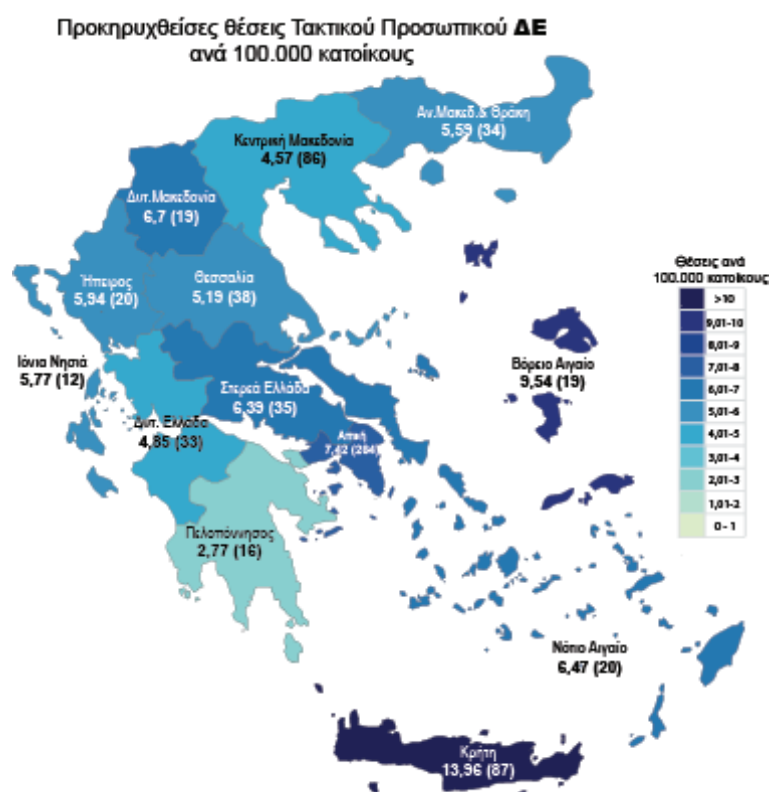 Προκηρυχθείσες θέσεις Τακτικού Προσωπικού ΔΕ
ανά 100.000 κατοίκους
Αν.Μακεδ.& Θράκη
5,59 (34)
Κεντρική Μακεδονία
4,57 (86)
Δυτ.Μακεδονία
6,7 (19)
Ήπειρος
5,94 (20)
Θεσσαλία
5,19 (38)
Ιόνια Νησιά
5,77 (12)
Στερεά Ελλάδα
6,39 (35)
Βόρειο Αιγαίο
9,54 (19)
Δυτ. Ελλάδα
4,85 (33)
Αττική
7,42 (284)
Πελοπόννησος
2,77 (16)
Νότιο Αιγαίο
6,47 (20)
Κρήτη
13,96 (87)
Θέσεις ανά
100.000 κατοίκους
>10
9,01-10
8,01-9
7,01-8
6,01-7
5,01-6
4,01-5
3,01-4
2,01-3
1,01-2
0 - 1